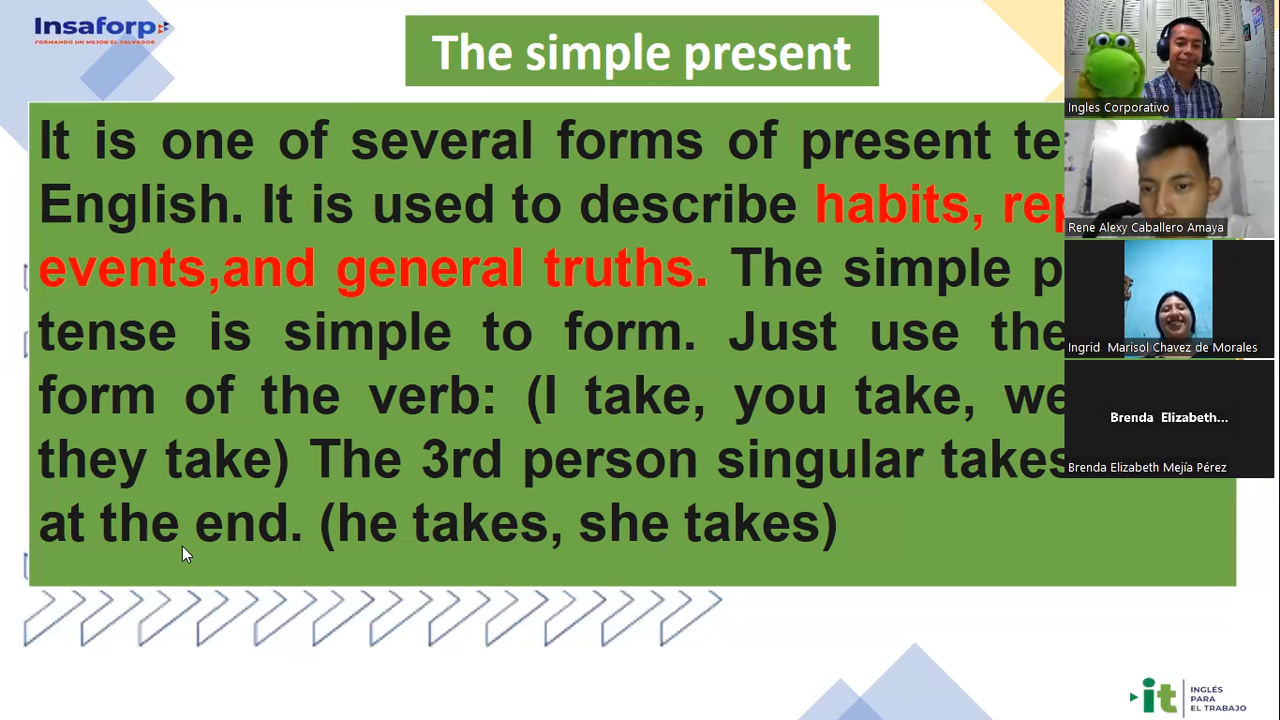 Insaforp
FORMANDO UN MEJOR EL SALVADOR
The simple present
It is one of several forms of present
English. It is used to describe habits,
events,and general truths. The simple
tense is simple to form. Just use the
form of the verb: (I take, you take, we
they take) The 3rd person singular takes
at the end. (he takes, she takes)
Ingles Corporativo
Rene Alexy Caballero Amaya
Ingrid Marisol Chavez de Morales
Brenda Elizabeth...
Brenda Elizabeth Mejía Pérez
it
INGLÉS
PARA
EL TRABAJO